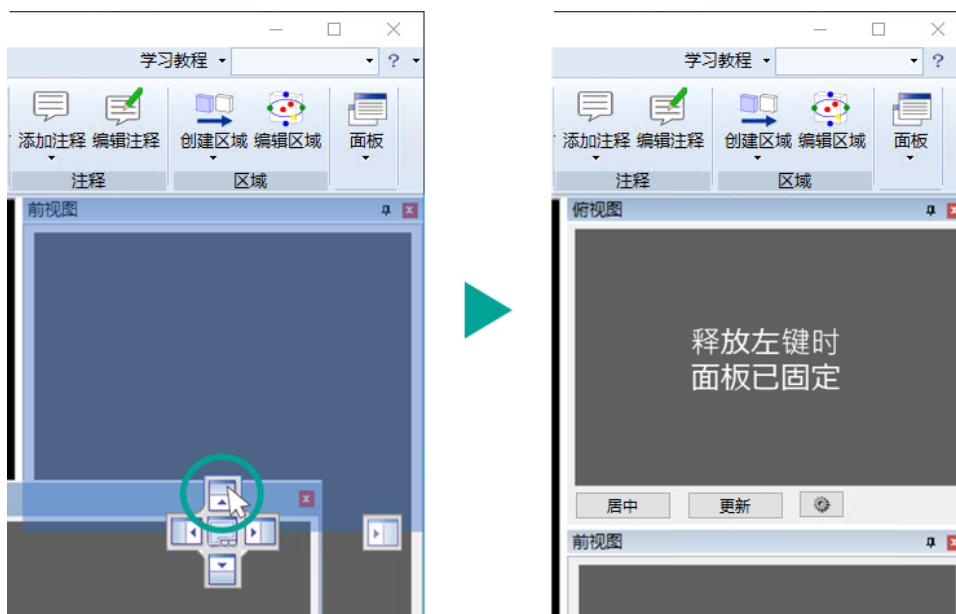 学习教程
?
添加注释 编辑注释 创建区域 编辑区域 面板
注释 区域
前视图
学习教程
?
添加注释 编辑注释 创建区域 编辑区域 面板
注释 区域
俯视图
释放左键时
面板已固定
居中 更新
前视图